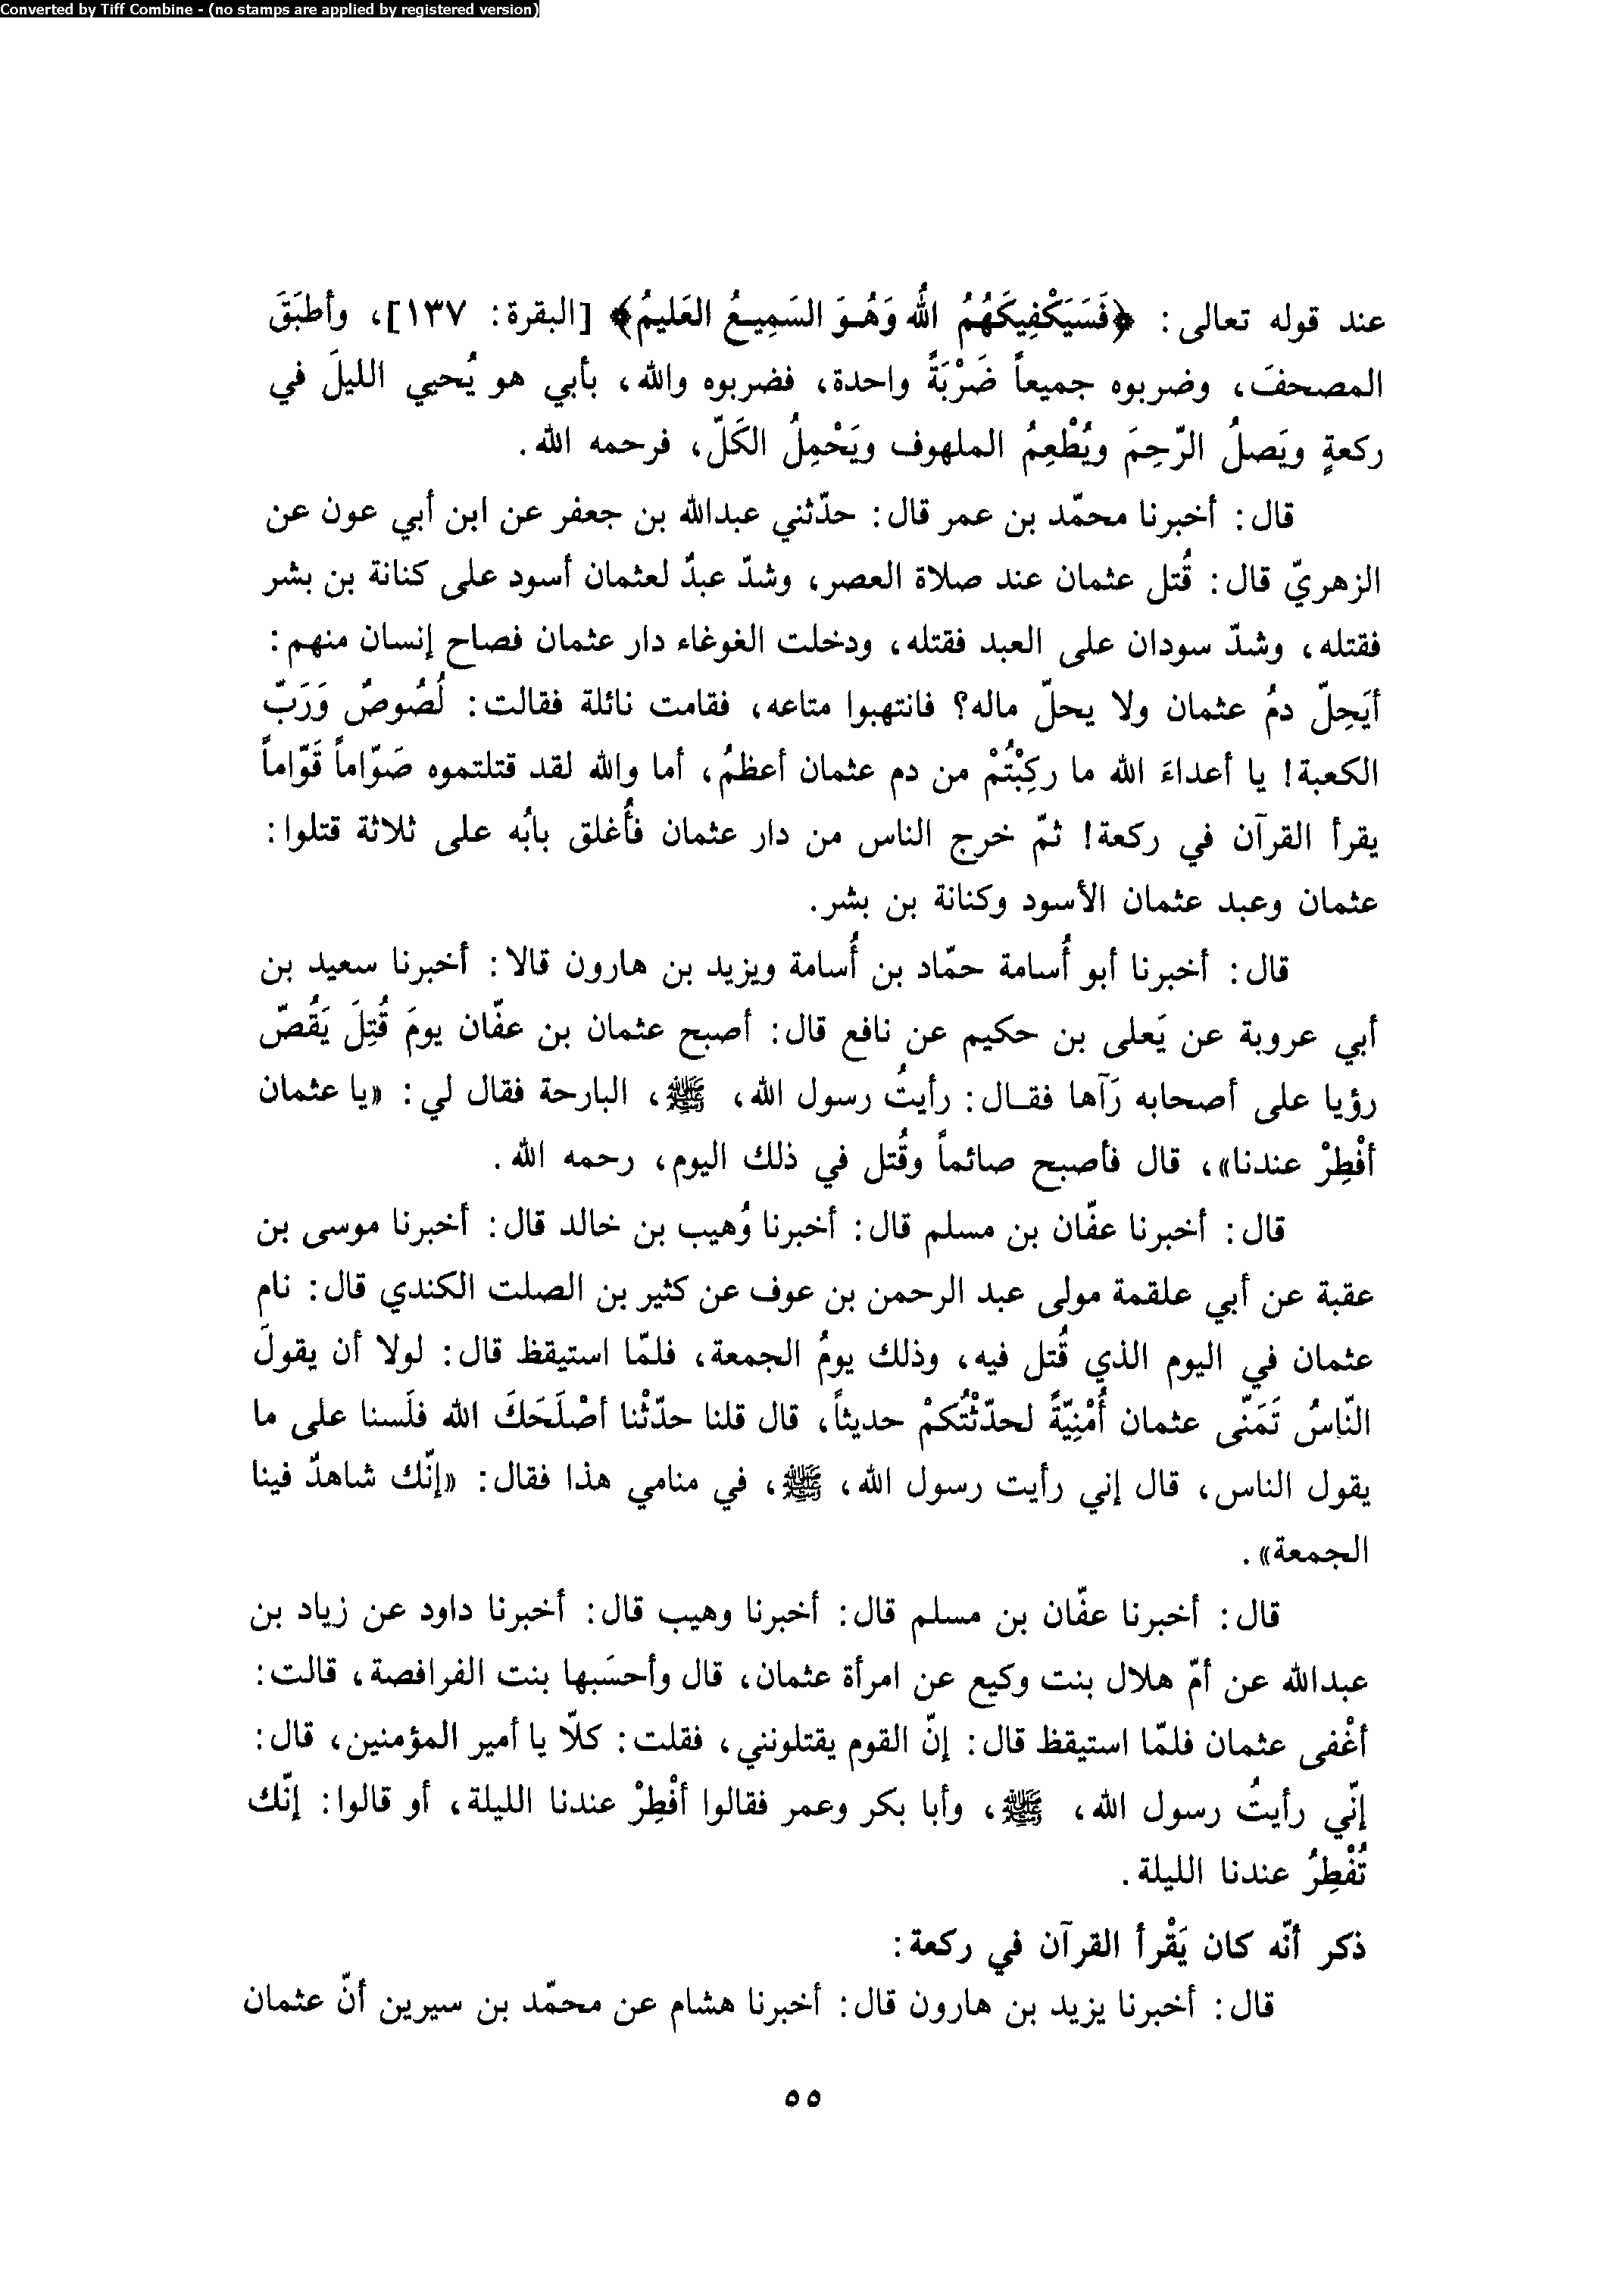 Converted by Tiff Combine - (no stamps are applied by registered version)
عند قوله تعالى: ﴿فَسَيَكْفِيكَهُمُ اللّه وَهُـوَ السَمِيـعُ العَليمُ﴾ [البقرة: ١٣٧]، وأطبَقَ
المصحفَ، وضربوه جميعاً ضَرْبَةً واحدة، فضربوه والله، بأبي هو يُحيي الليلَ في
ركعةٍ ويَصلُ الرّحِمَ ويُطْعِمُ الملهوف ويَحْمِلُ الكَلّ، فرحمه الله.
قال: أخبرنا محمّد بن عمر قال: حدّثني عبدالله بن جعفر عن ابن أبي عون عن
الزهريّ قال: قُتل عثمان عند صلاة العصر، وشدّ عبدٌ لعثمان أسود على كنانة بن بشر
فقتله، وشدّ سودان على العبد فقتله، ودخلت الغوغاء دار عثمان فصاح إنسان منهم:
أيَحِلّ دمُ عثمان ولا يحلّ ماله؟ فانتهبوا متاعه، فقامت نائلة فقالت: لُصُوصٌ وَرَبّ
الكعبة! يا أعداءَ الله ما ركِبْتُمْ من دم عثمان أعظمُ، أما والله لقد قتلتموه صَوّاماً قَوّاماً
يقرأ القرآن في ركعة! ثمّ خرج الناس من دار عثمان فأُغلق بابُه على ثلاثة قتلوا:
عثمان وعبد عثمان الأسود وكنانة بن بشر.
قال: أخبرنا أبو أُسامة حمّاد بن أُسامة ويزيد بن هارون قالا: أخبرنا سعيد بن
أبي عروبة عن يَعلى بن حكيم عن نافع قال: أصبح عثمان بن عفّان يومَ قُتِلَ يَقُصّ
رؤيا على أصحابه رَآها فقـال: رأيتُ رسول الله، ﷺ، البارحة فقال لي: «يا عثمان
أفْطِرْ عندنا»، قال فأصبح صائماً وقُتل في ذلك اليوم، رحمه الله.
قال: أخبرنا عفّان بن مسلم قال: أخبرنا وُهيب بن خالد قال: أخبرنا موسى بن
عقبة عن أبي علقمة مولى عبد الرحمن بن عوف عن كثير بن الصلت الكندي قال: نام
عثمان في اليوم الذي قُتل فيه، وذلك يومُ الجمعة، فلمّا استيقظ قال: لولا أن يقولَ
النّاسُ تَمَنّى عثمان أُمْنِيّةً لحدّثْتُكمْ حديثاً، قال قلنا حدّثْنا أصْلَحَكَ الله فلَسنا على ما
يقول الناس، قال إني رأيت رسول الله، ﷺ، في منامي هذا فقال: «إنّك شاهدٌ فينا
الجمعة».
قال: أخبرنا عفّان بن مسلم قال: أخبرنا وهيب قال: أخبرنا داود عن زياد بن
عبدالله عن أمّ هلال بنت وكيع عن امرأة عثمان، قال وأحسَبها بنت الفرافصة، قالت:
أغْفى عثمان فلمّا استيقظ قال: إنّ القوم يقتلونني، فقلت: كلّا يا أمير المؤمنين، قال:
إنّي رأيتُ رسول الله، ﷺ، وأبا بكر وعمر فقالوا أفْطِرْ عندنا الليلة، أو قالوا: إنّك
تُفْطِرُ عندنا الليلة.
ذكر أنّه كان يَقْرأ القرآن في ركعة:
قال: أخبرنا يزيد بن هارون قال: أخبرنا هشام عن محمّد بن سيرين أنّ عثمان
٥٥